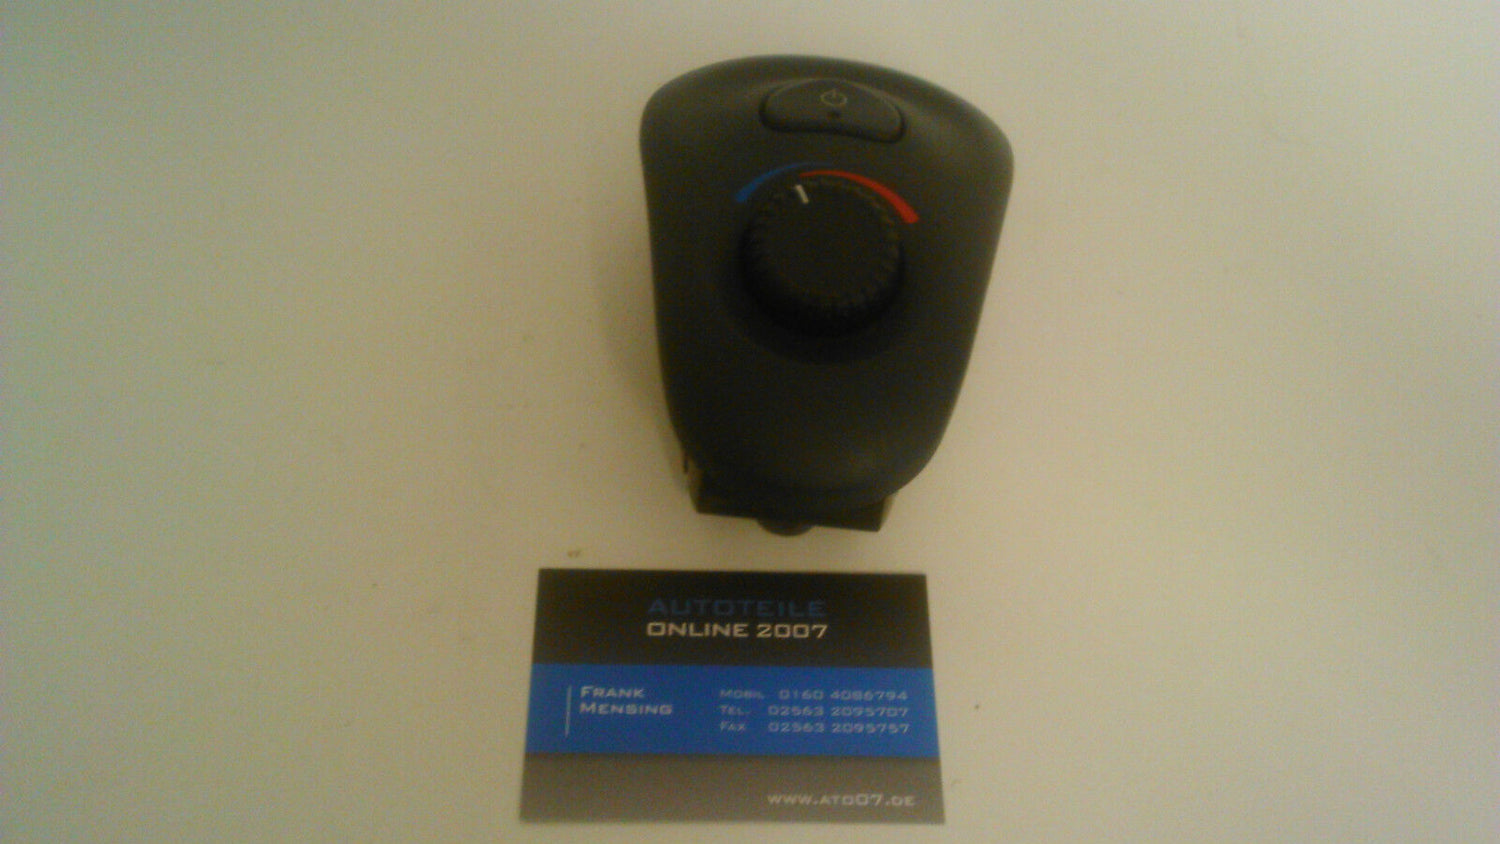 AUTOTEILE
ONLINE 2007
FRANK
MENSING
MOBIL 0160 4086794
TEL. 02563 2095707
FAX 02563 2095757
WWW.ATO07.DE